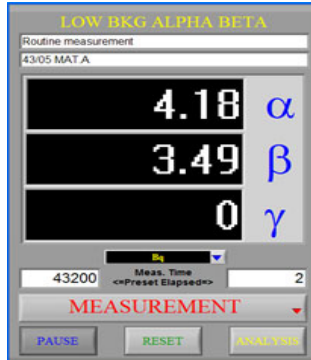 LOW BKG ALPHA BETA
Routine measurement
43/05 MAT.A
4.18 α
3.49 β
0 γ
Bq
43200 Meas. Time 2
<=Preset Elapsed=>
MEASUREMENT
PAUSE RESET ANALYSIS